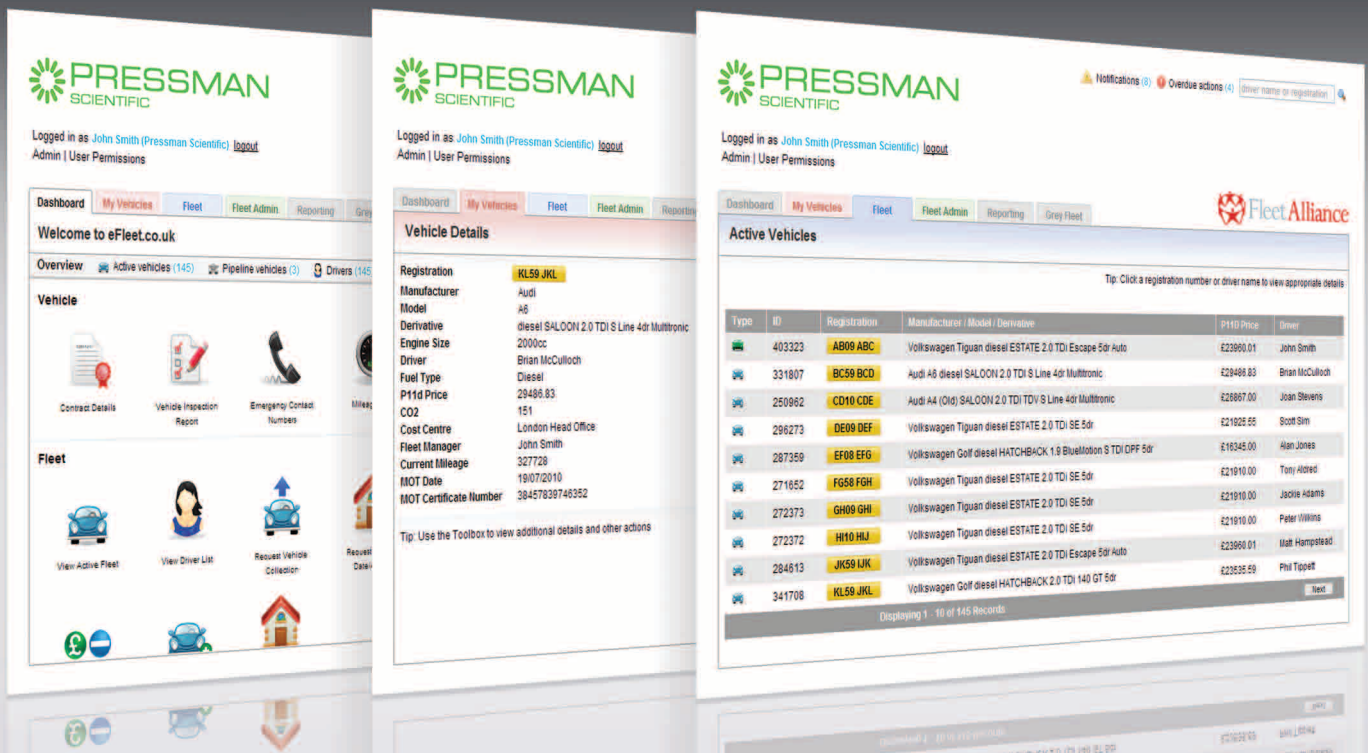 PRESSMAN
SCIENTIFIC
Logged in as John Smith (Pressman Scientific) logout
Admin | User Permissions
Dashboard My Vehicles Fleet Fleet Admin Reporting Grey
Welcome to eFleet.co.uk
Overview Active vehicles (145) Pipeline vehicles (3) Drivers (145
Vehicle
Contract Details
Vehicle Inspection
Report
Emergency Contact
Numbers
Mileag
Fleet
View Active Fleet
View Driver List
Request Vehicle
Collection
Request
£
PRESSMAN
SCIENTIFIC
Logged in as John Smith (Pressman Scientific) logout
Admin | User Permissions
Dashboard My Vehicles Fleet Fleet Admin Reporting
Vehicle Details
Registration KL59 JKL
Manufacturer Audi
Model A6
Derivative diesel SALOON 2.0 TDI S Line 4dr Multitronic
Engine Size 2000cc
Driver Brian McCulloch
Fuel Type Diesel
P11d Price 29486.83
CO2 151
Cost Centre London Head Office
Fleet Manager John Smith
Current Mileage 327728
MOT Date 19/07/2010
MOT Certificate Number 38457839746352
Tip: Use the Toolbox to view additional details and other actions
PRESSMAN
SCIENTIFIC
Notifications (8) Overdue actions (4) driver name or registration
Logged in as John Smith (Pressman Scientific) logout
Admin | User Permissions
Dashboard My Vehicles Fleet Fleet Admin Reporting Grey Fleet
FleetAlliance
Active Vehicles
Tip: Click a registration number or driver name to view appropriate details
Type ID Registration Manufacturer / Model / Derivative P11D Price Driver
403323 AB09 ABC Volkswagen Tiguan diesel ESTATE 2.0 TDi Escape 5dr Auto £23960.01 John Smith
331807 BC59 BCD Audi A6 diesel SALOON 2.0 TDI S Line 4dr Multitronic £29486.83 Brian McCulloch
250962 CD10 CDE Audi A4 (Old) SALOON 2.0 TDi TDV S Line 4dr Multitronic £26867.00 Joan Stevens
296273 DE09 DEF Volkswagen Tiguan diesel ESTATE 2.0 TDi SE 5dr £21925.55 Scott Sim
287359 EF08 EFG Volkswagen Golf diesel HATCHBACK 1.9 BlueMotion S TDI DPF 5dr £16345.00 Alan Jones
271652 FG58 FGH Volkswagen Tiguan diesel ESTATE 2.0 TDi SE 5dr £21910.00 Tony Aldred
272373 GH09 GHI Volkswagen Tiguan diesel ESTATE 2.0 TDi SE 5dr £21910.00 Jackie Adams
272372 HI10 HIJ Volkswagen Tiguan diesel ESTATE 2.0 TDi SE 5dr £21910.00 Peter Wilkins
284613 JK59 IJK Volkswagen Tiguan diesel ESTATE 2.0 TDi Escape 5dr Auto £23960.01 Matt Hampstead
341708 KL59 JKL Volkswagen Golf diesel HATCHBACK 2.0 TDi 140 GT 5dr £23535.59 Phil Tippett
Displaying 1 - 10 of 145 Records Next